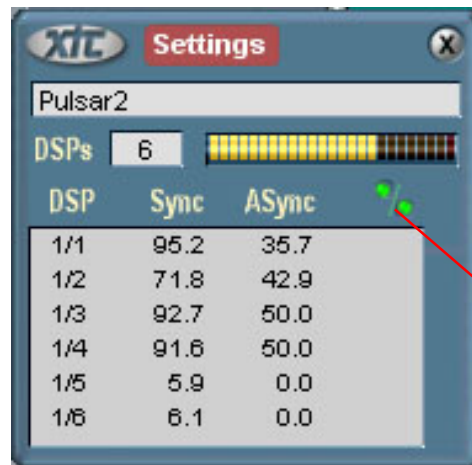 XTC Settings X
Pulsar2
DSPs 6
DSP Sync ASync %
1/1 95.2 35.7
1/2 71.8 42.9
1/3 92.7 50.0
1/4 91.6 50.0
1/5 5.9 0.0
1/6 6.1 0.0